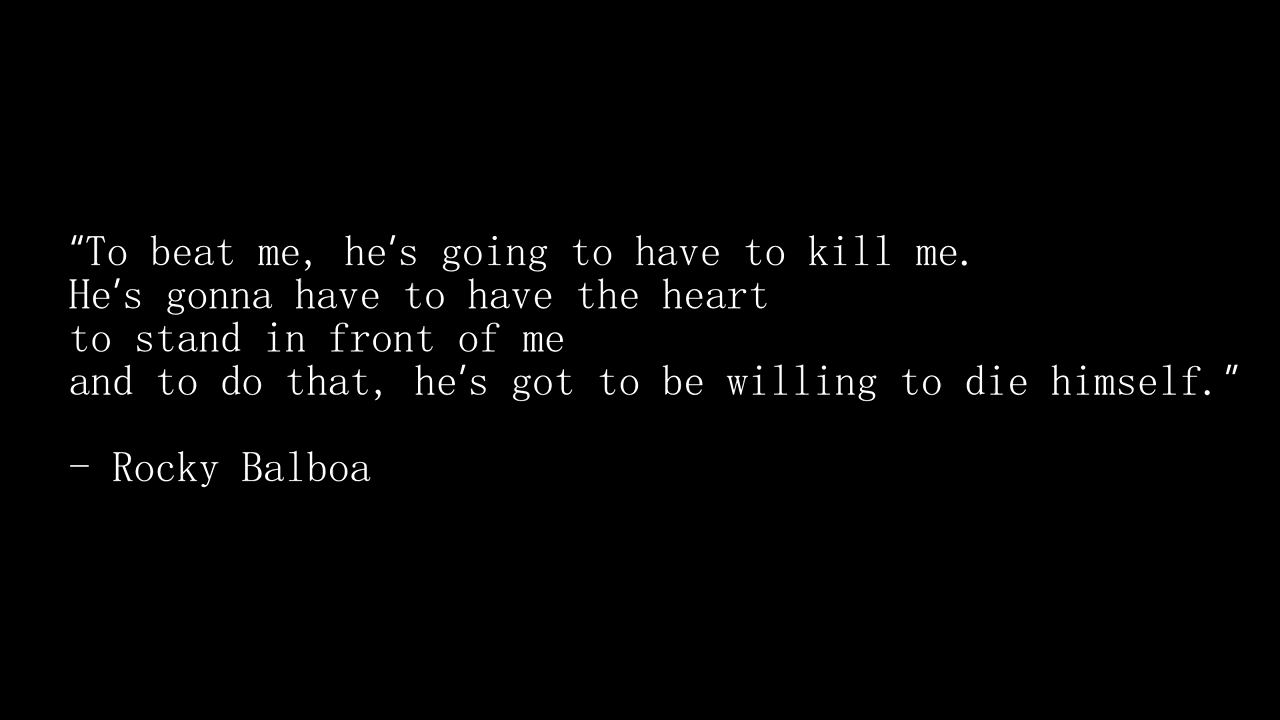 "To beat me, he's going to have to kill me.
He's gonna have to have the heart
to stand in front of me
and to do that, he's got to be willing to die himself."
- Rocky Balboa